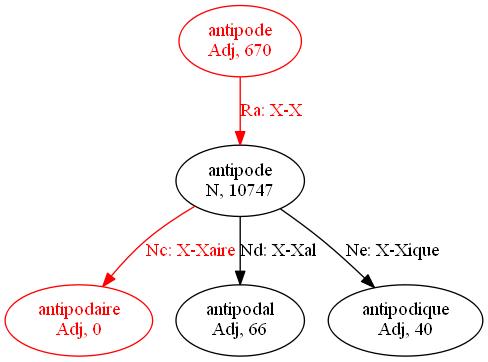 antipode
Adj, 670
Ra: X-X
antipode
N, 10747
Nc: X-Xaire
Nd: X-Xal
Ne: X-Xique
antipodaire
Adj, 0
antipodal
Adj, 66
antipodique
Adj, 40